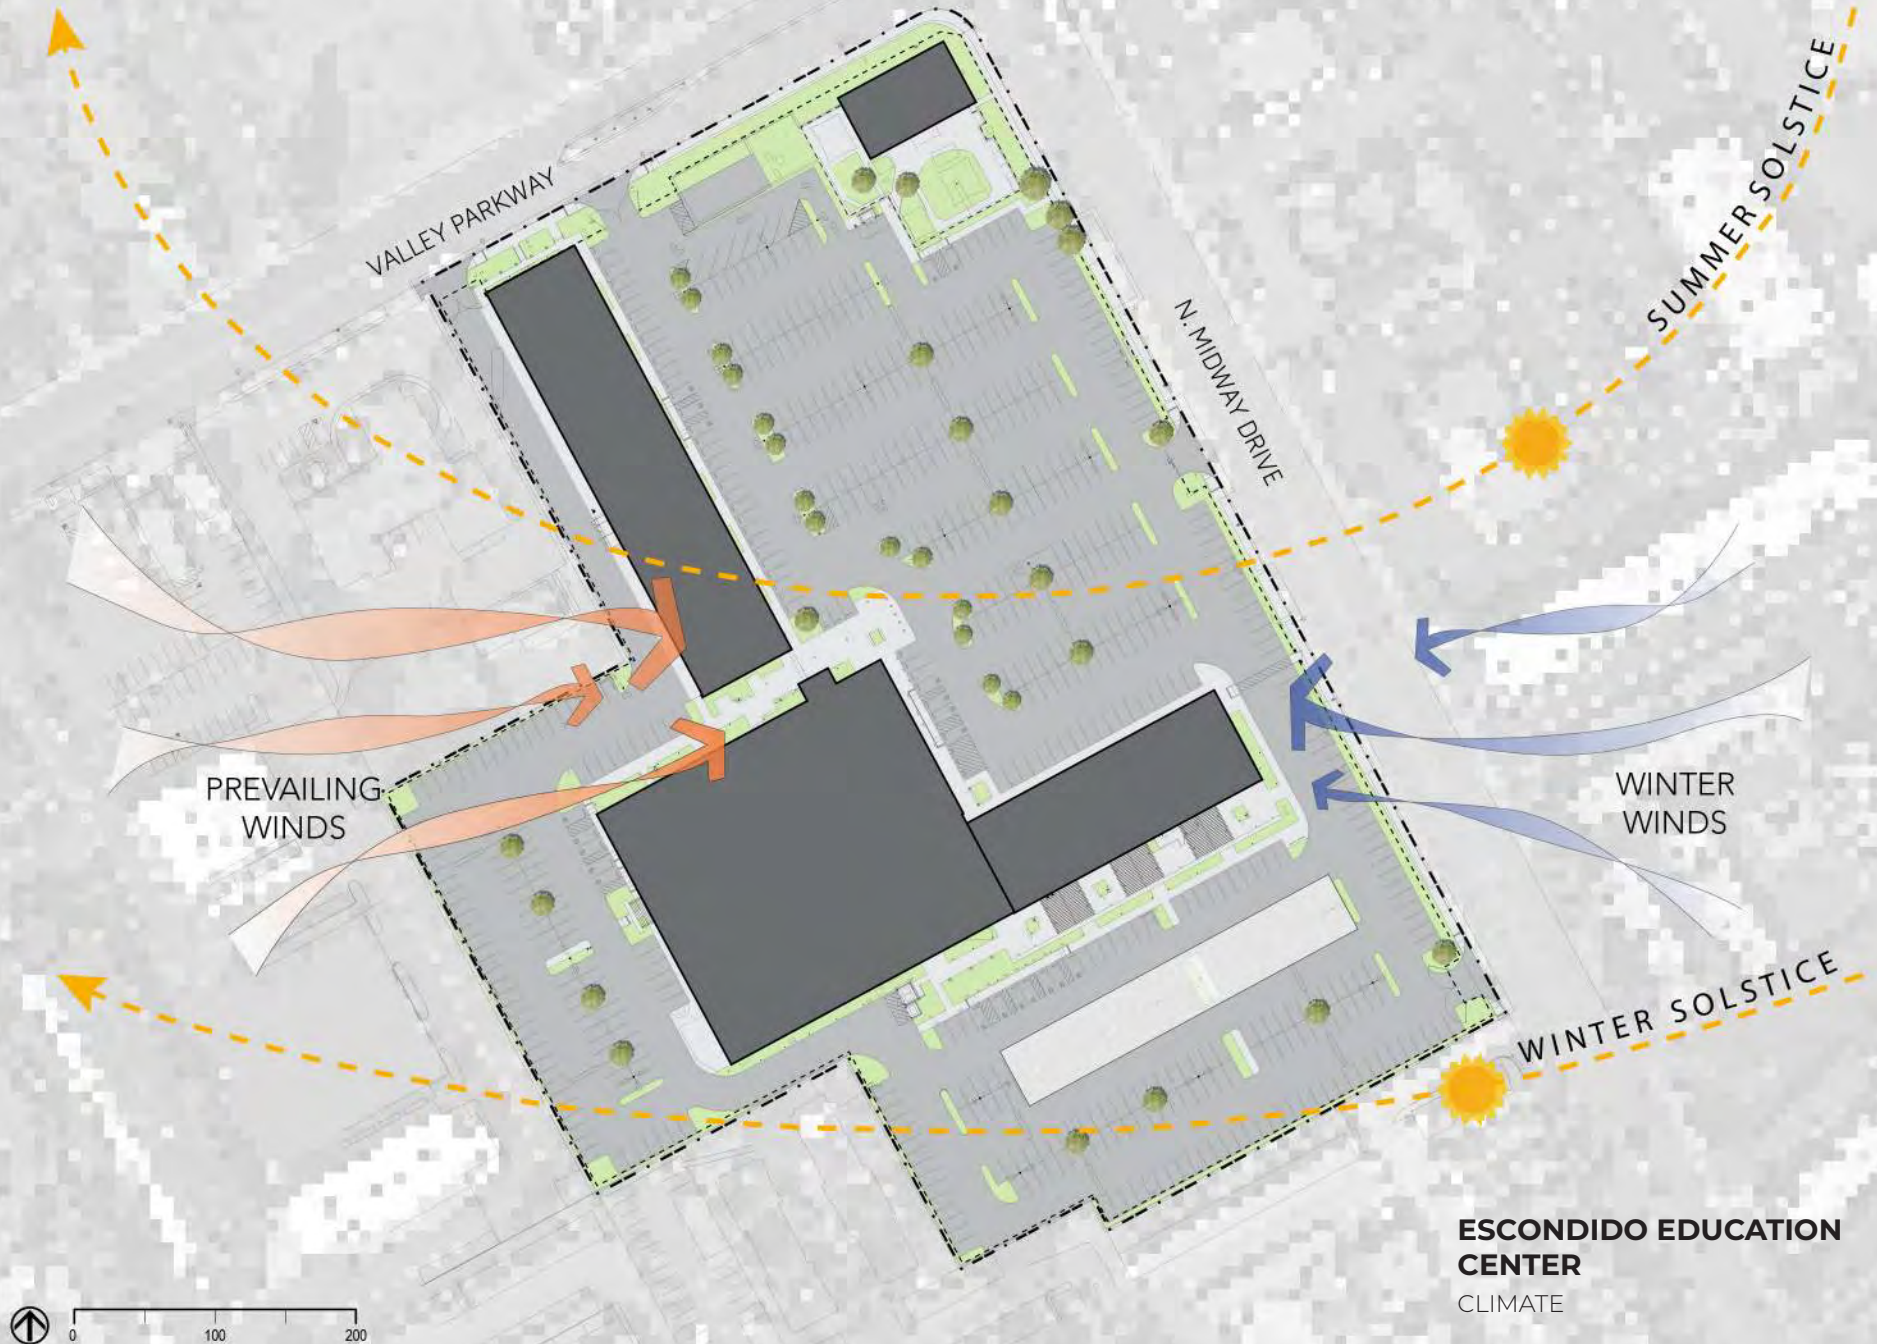 SUMMER SOLSTICE
VALLEY PARKWAY
N. MIDWAY DRIVE
PREVAILING
WINDS
WINTER
WINDS
WINTER SOLSTICE
ESCONDIDO EDUCATION
CENTER
CLIMATE
0 100 200